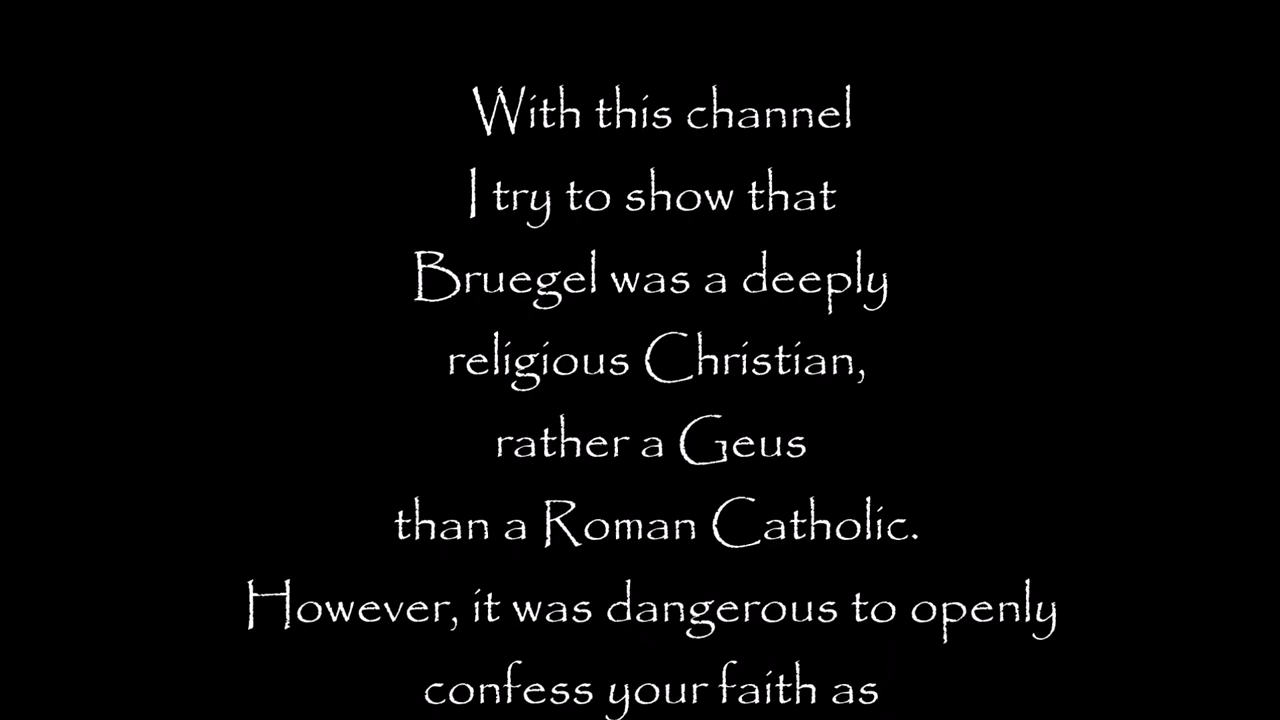 With this channel
I try to show that
Bruegel was a deeply
religious Christian,
rather a Geus
than a Roman Catholic.
However, it was dangerous to openly
confess your faith as